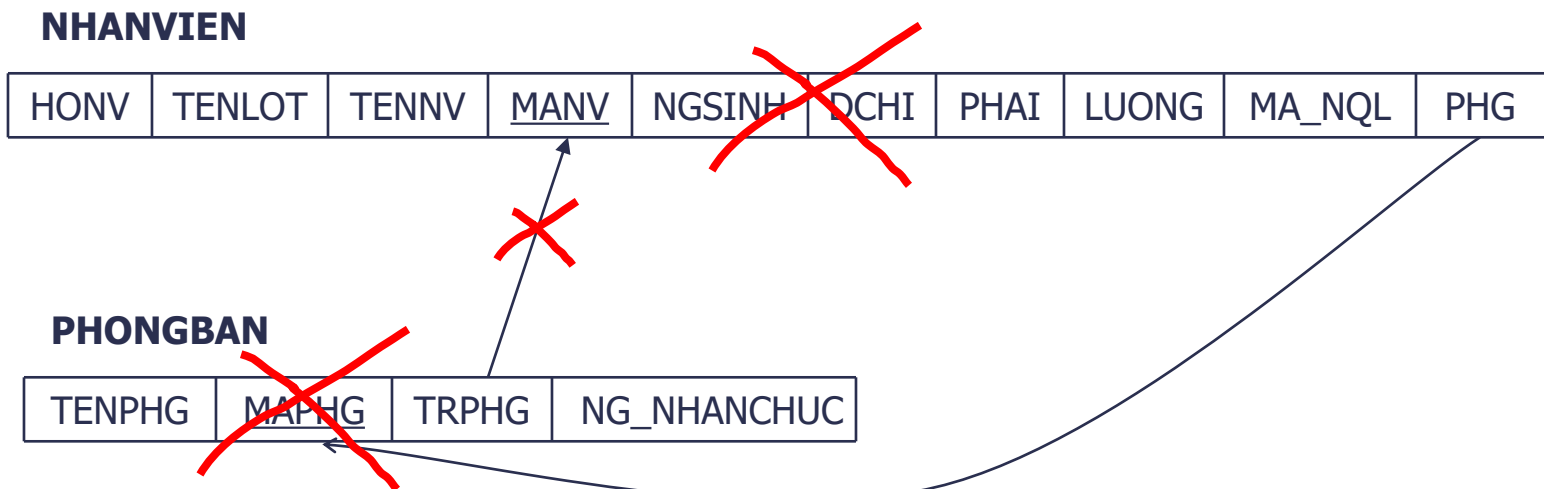 NHANVIEN
HONV TENLOT TENNV MANV NGSINH DCHI PHAI LUONG MA_NQL PHG
PHONGBAN
TENPHG MAPHG TRPHG NG_NHANCHUC